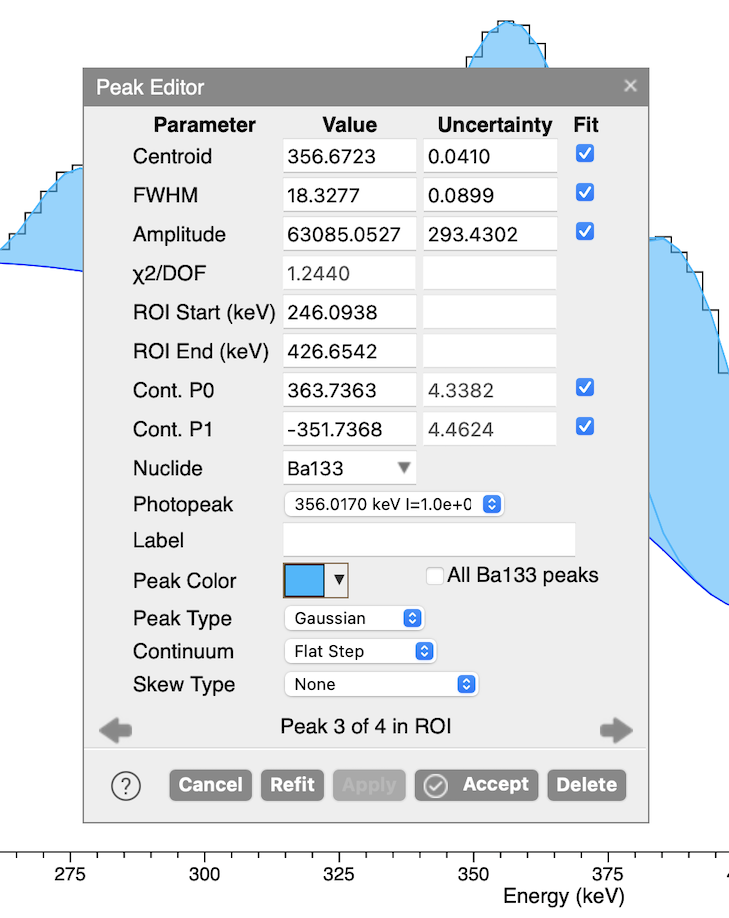 Peak Editor ×
Parameter Value Uncertainty Fit
Centroid 356.6723 0.0410
FWHM 18.3277 0.0899
Amplitude 63085.0527 293.4302
χ2/DOF 1.2440
ROI Start (keV) 246.0938
ROI End (keV) 426.6542
Cont. P0 363.7363 4.3382
Cont. P1 -351.7368 4.4624
Nuclide Ba133
Photopeak 356.0170 keV I=1.0e+0
Label
Peak Color All Ba133 peaks
Peak Type Gaussian
Continuum Flat Step
Skew Type None
Peak 3 of 4 in ROI
? Cancel Refit Apply Accept Delete
275 300 325 350 375
Energy (keV)